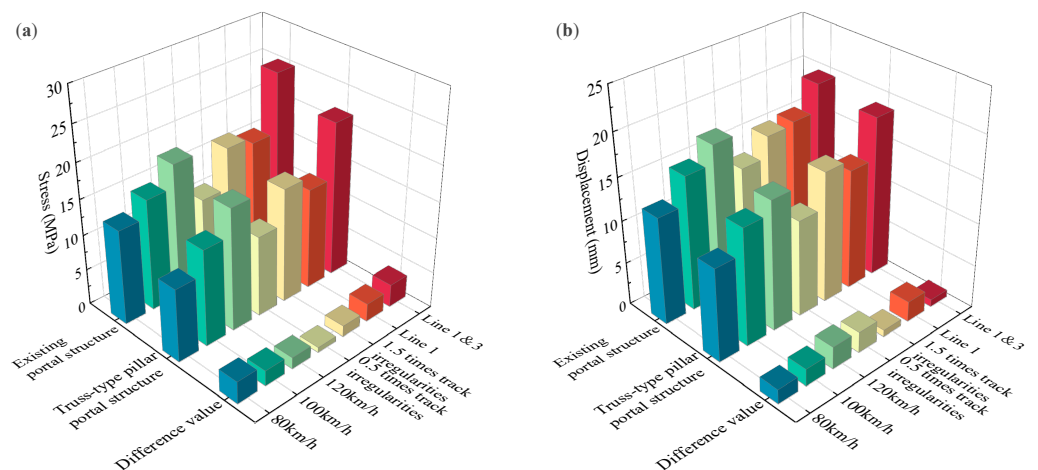 (a)
Stress (MPa)
30
25
20
15
10
5
0
Existing
portal structure
Truss-type pillar
portal structure
Difference value
80km/h
100km/h
120km/h
0.5 times track
irregularities
1.5 times track
irregularities
Line 1
Line 1 &3
(b)
Displacement (mm)
25
20
15
10
5
0
Existing
portal structure
Truss-type pillar
portal structure
Difference value
80km/h
100km/h
120km/h
0.5 times track
irregularities
1.5 times track
irregularities
Line 1
Line 1 &3